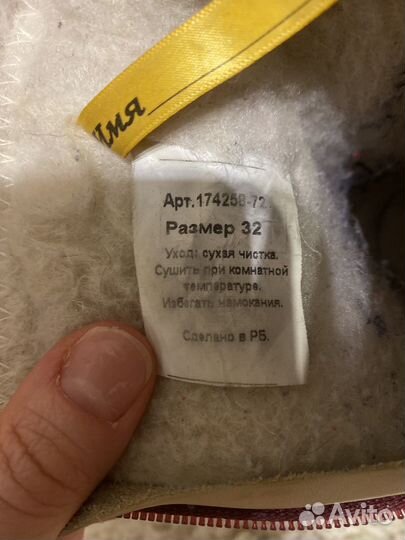 Имя
Арт.174258-72
Размер 32
Уход: сухая чистка.
Сушить при комнатной
температуре.
Избегать намокания.
Сделано в РБ.
Avito